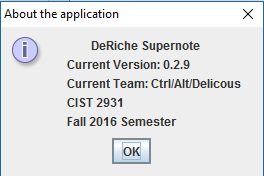 About the application
DeRiche Supernote
Current Version: 0.2.9
Current Team: Ctrl/Alt/Delicous
CIST 2931
Fall 2016 Semester
OK